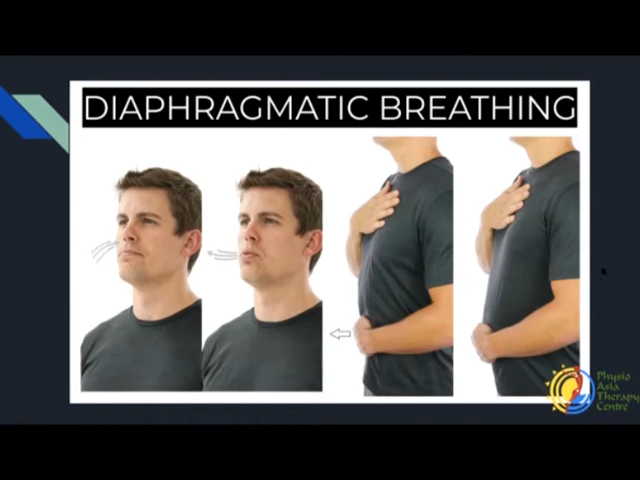 DIAPHRAGMATIC BREATHING
Physio
Asia
Therapy
Centre